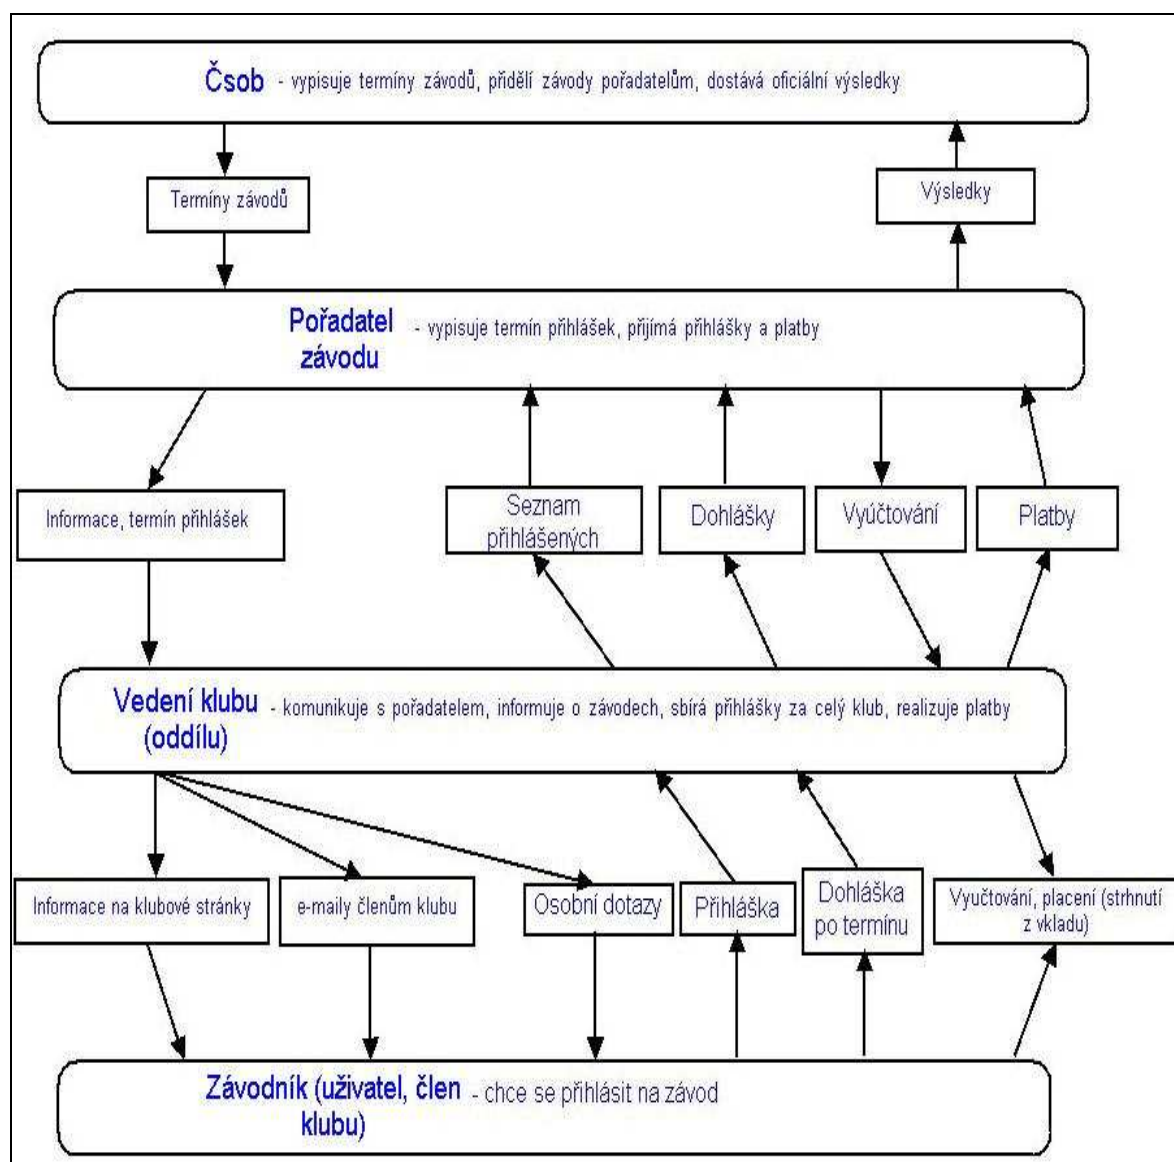 Čsob - vypisuje termíny závodů, přidělí závody pořadatelům, dostává oficiální výsledky
Termíny závodů
Výsledky
Pořadatel - vypisuje termín přihlášek, přijímá přihlášky a platby
závodu
Informace, termín přihlášek
Seznam
přihlášených
Dohlášky
Vyúčtování
Platby
Vedení klubu - komunikuje s pořadatelem, informuje o závodech, sbírá přihlášky za celý klub, realizuje platby
(oddílu)
Informace na klubové stránky
e-maily členům klubu
Osobní dotazy
Přihláška
Dohláška
po termínu
Vyučtování, placení (strhnutí
z vkladu)
Závodník (uživatel, člen - chce se přihlásit na závod
klubu)